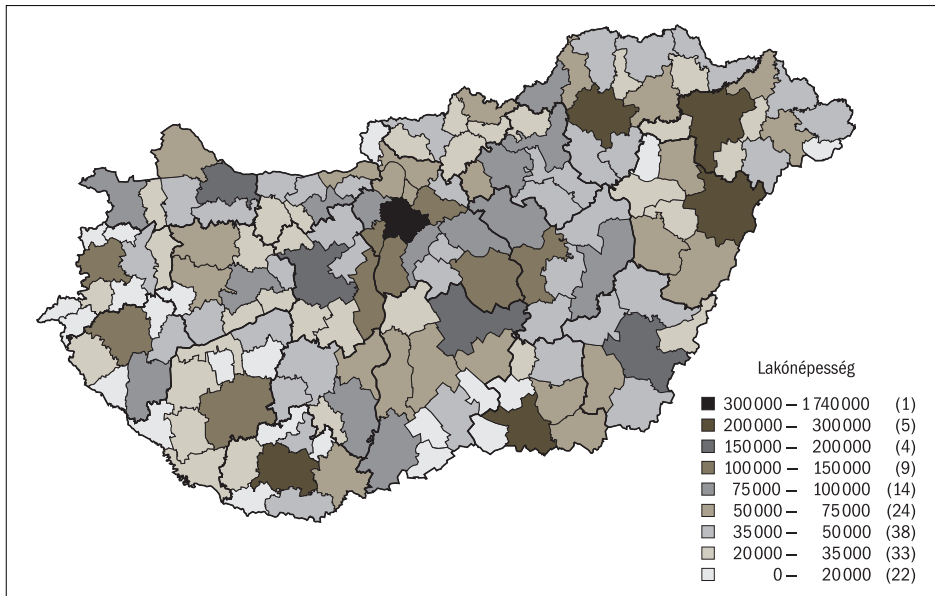 Lakónépesség
300 000 – 1 740 000 (1)
200 000 – 300 000 (5)
150 000 – 200 000 (4)
100 000 – 150 000 (9)
75 000 – 100 000 (14)
50 000 – 75 000 (24)
35 000 – 50 000 (38)
20 000 – 35 000 (33)
0 – 20 000 (22)